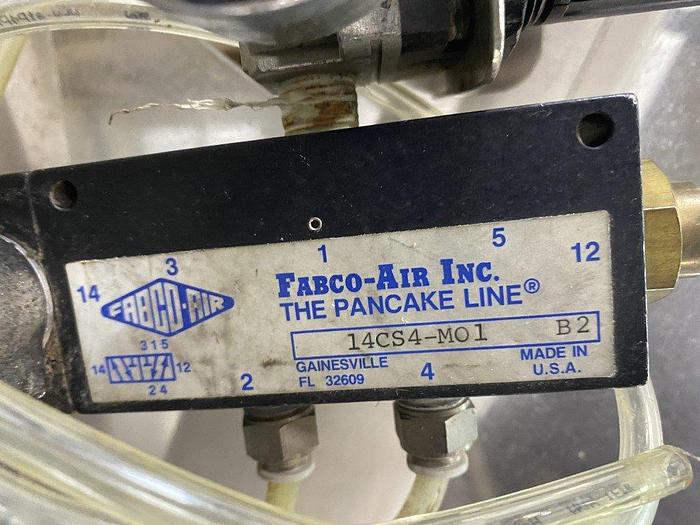 3
1
5
12
14
FABCO-AIR
FABCO-AIR INC.
THE PANCAKE LINE®
14CS4-MO1 B2
315
14 12
24
2
GAINESVILLE
FL 32609
4
MADE IN
U.S.A.